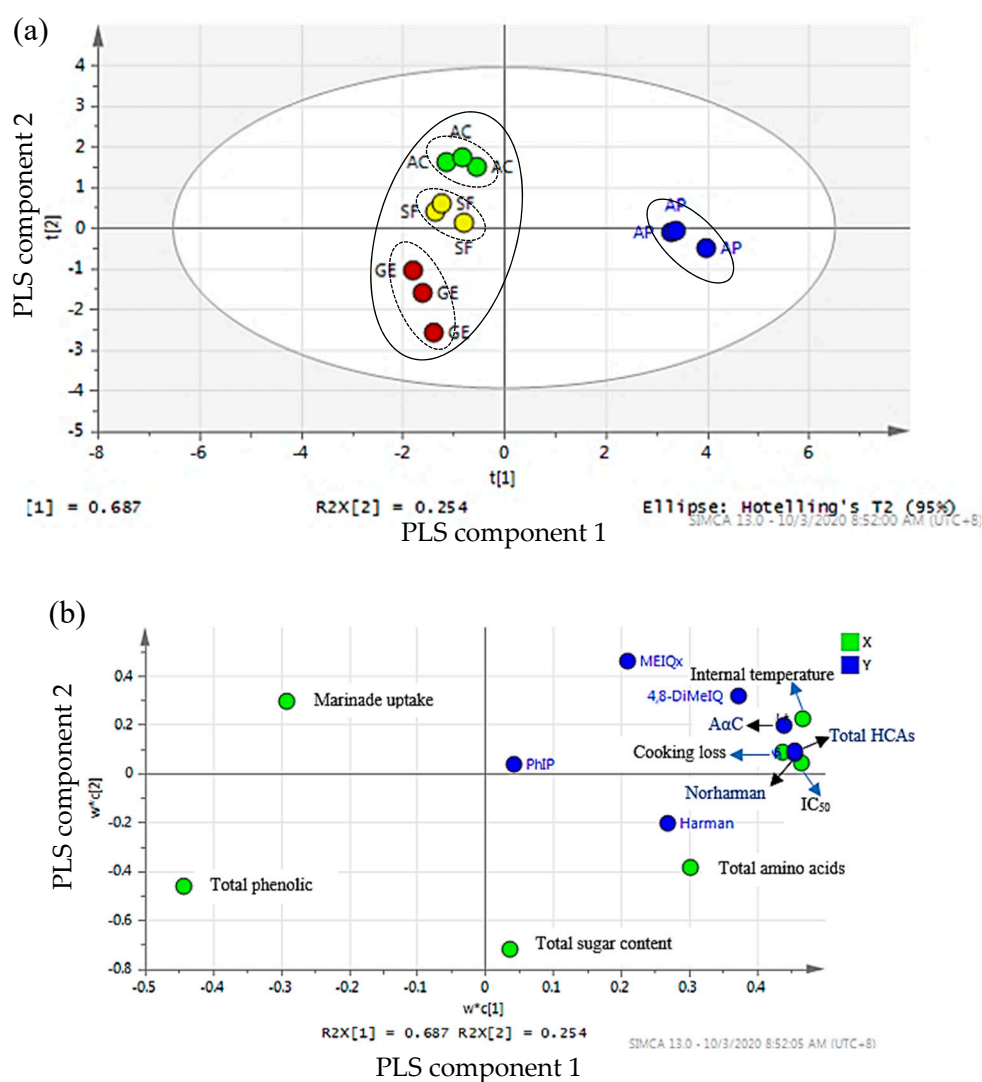 (a)
4
3
2
1
0
-1
-2
-3
-4
-5
PLS component 2
t[2]
AC
AC
AC
SF
SF
SF
GE
GE
GE
AP
AP
AP
-8 -6 -4 -2 0 2 4 6
t[1]
[1] = 0.687 R2X[2] = 0.254 Ellipse: Hotelling's T2 (95%)
PLS component 1
SIMCA 13.0 - 10/3/2020 8:52:00 AM (UTC+8)
(b)
X
Y
0.4
0.2
0
-0.2
-0.4
-0.6
-0.8
PLS component 2
w*c[2]
MEIQx
Internal temperature
Marinade uptake
4,8-DiMeIQ
AαC
Total HCAs
Cooking loss
PhIP
Norharman
IC50
Harman
Total amino acids
Total phenolic
Total sugar content
-0.5 -0.4 -0.3 -0.2 -0.1 0 0.1 0.2 0.3 0.4
w*c[1]
R2X[1] = 0.687 R2X[2] = 0.254
SIMCA 13.0 - 10/3/2020 8:52:05 AM (UTC+8)
PLS component 1